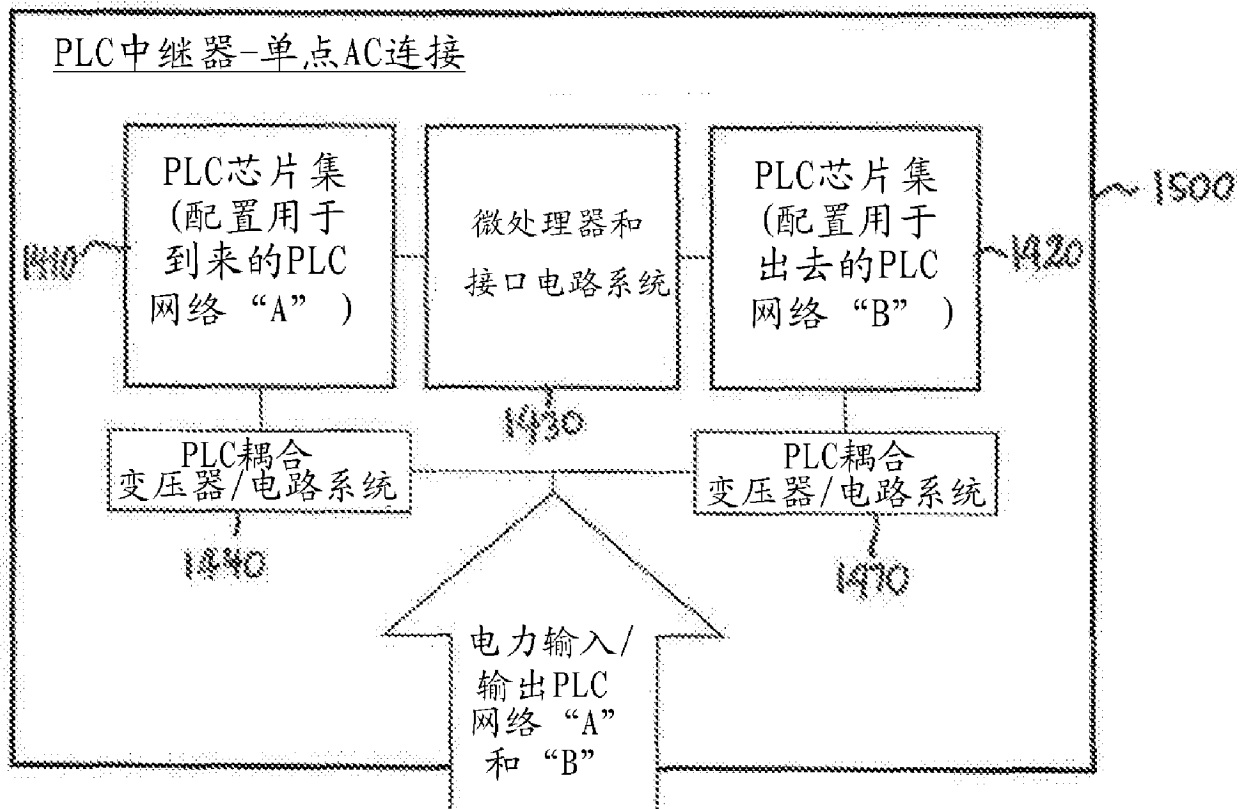 PLC中继器-单点AC连接
PLC芯片集
(配置用于
到来的PLC
网络“A”)
微处理器和
接口电路系统
PLC芯片集
(配置用于
出去的PLC
网络“B”)
1500
1410
1420
1430
PLC耦合
变压器/电路系统
PLC耦合
变压器/电路系统
1440
1470
电力输入/
输出PLC
网络“A”
和“B”